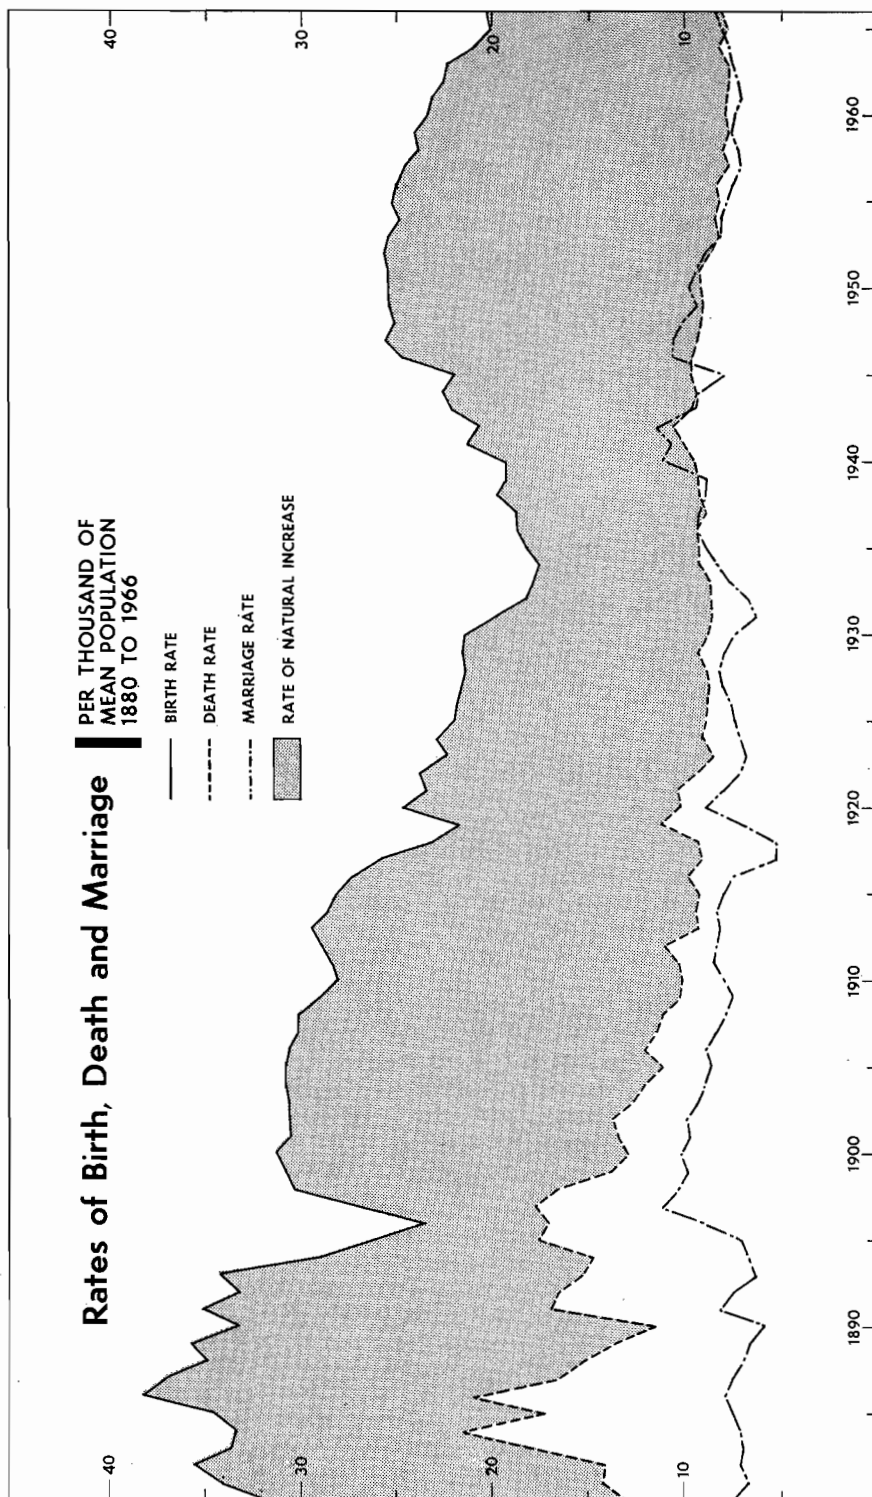 Rates of Birth, Death and Marriage
PER THOUSAND OF
MEAN POPULATION
1880 TO 1966
BIRTH RATE
DEATH RATE
MARRIAGE RATE
RATE OF NATURAL INCREASE
40
30
20
10
40
30
20
10
1890
1900
1910
1920
1930
1940
1950
1960